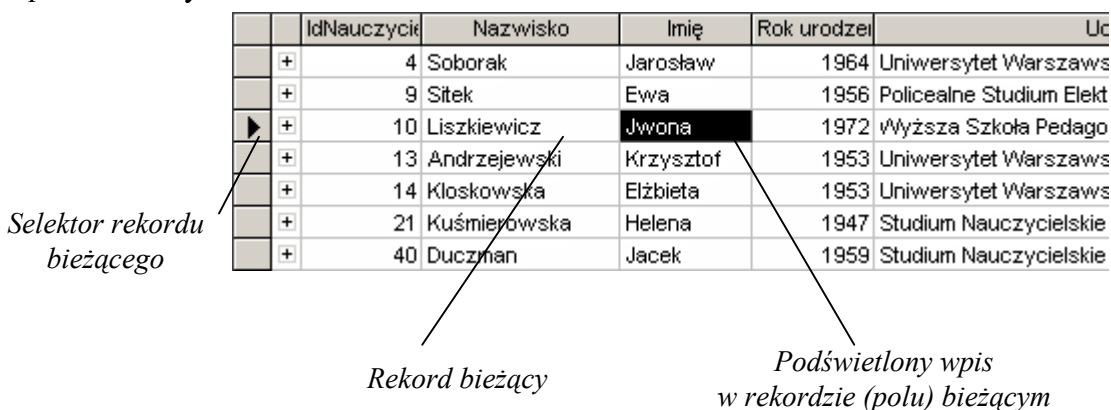 IdNauczycie Nazwisko Imię Rok urodzei Uc
4 Soborak Jarosław 1964 Uniwersytet Warszaws
9 Sitek Ewa 1956 Policealne Studium Elekt
10 Liszkiewicz Jwona 1972 Wyższa Szkoła Pedago
13 Andrzejewski Krzysztof 1953 Uniwersytet Warszaws
14 Kloskowska Elżbieta 1953 Uniwersytet Warszaws
21 Kuśmierowska Helena 1947 Studium Nauczycielskie
40 Duczman Jacek 1959 Studium Nauczycielskie
Selektor rekordu
bieżącego
Rekord bieżący
Podświetlony wpis
w rekordzie (polu) bieżącym